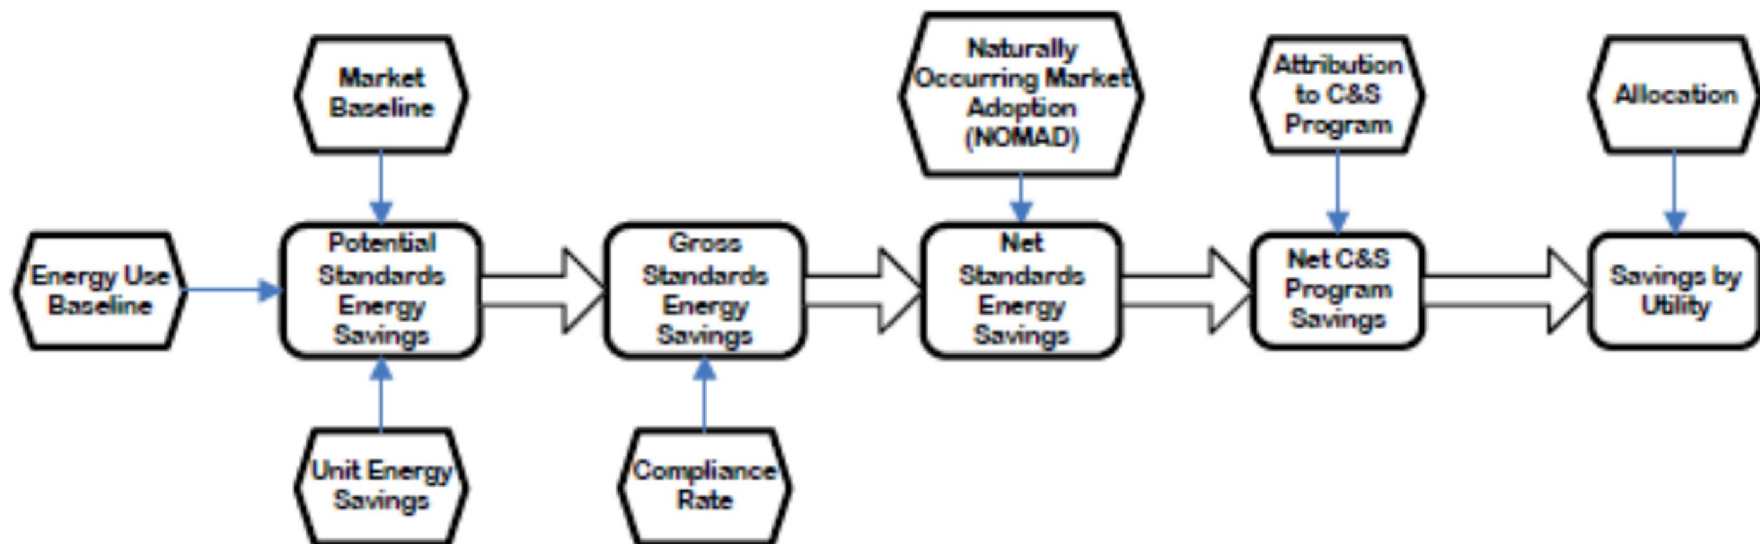 Market
Baseline
Naturally
Occurring Market
Adoption
(NOMAD)
Attribution
to C&S
Program
Allocation
Energy Use
Baseline
Potential
Standards
Energy
Savings
Gross
Standards
Energy
Savings
Net
Standards
Energy
Savings
Net C&S
Program
Savings
Savings by
Utility
Unit Energy
Savings
Compliance
Rate